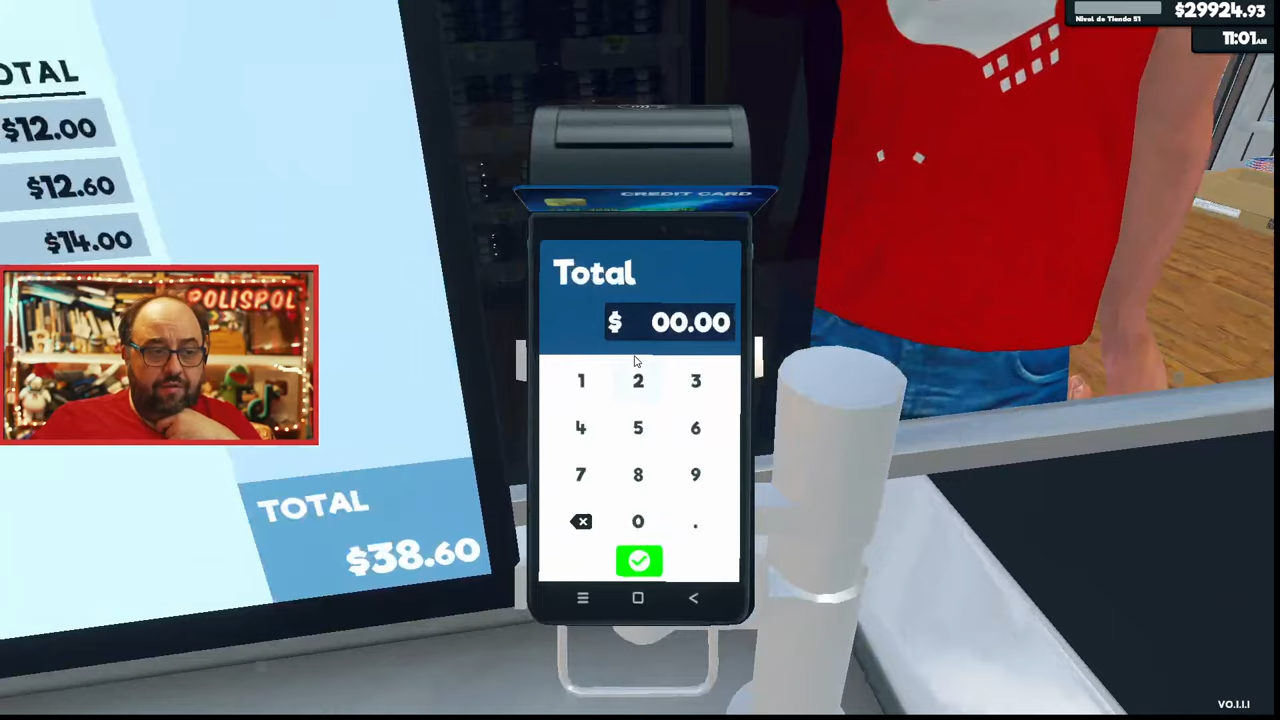 $29924.93
Nivel de Tienda 51
11:01AM
OTAL
$12.00
$12.60
$14.00
POLISPOL
CREDIT CARD
Total
$ 00.00
1 2 3
4 5 6
7 8 9
0 .
TOTAL
$38.60
V0.1.1.1